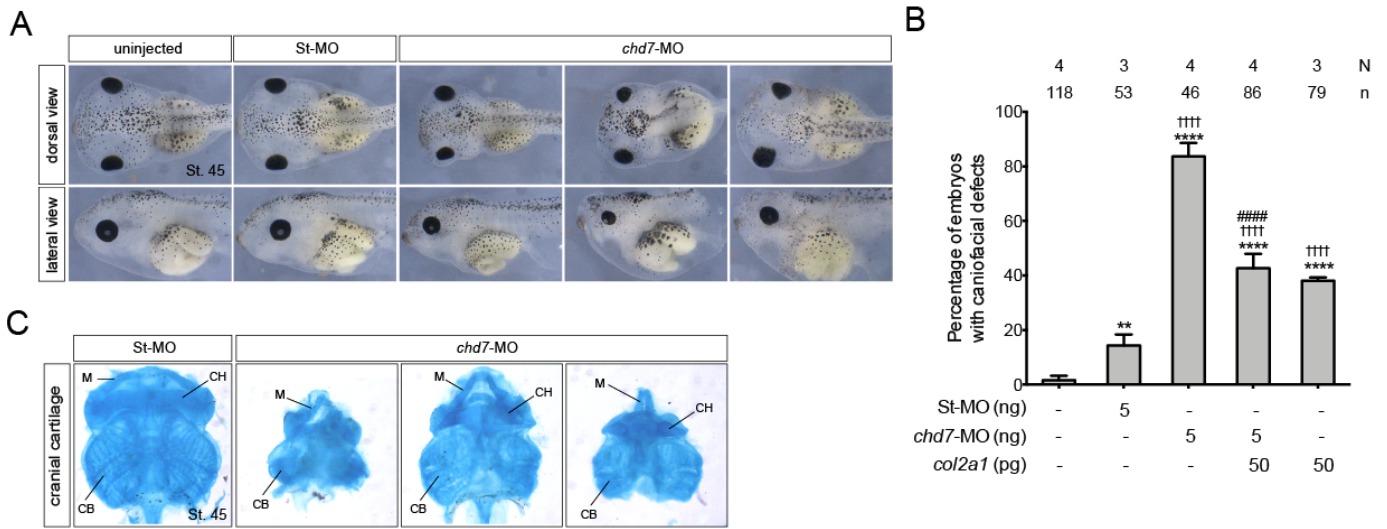 A
uninjected
St-MO
chd7-MO
dorsal view
St. 45
lateral view
B
4 3 4 4 3 N
118 53 46 86 79 n
Percentage of embryos
with caniofacial defects
100
80
60
40
20
0
**
††††
****
####
††††
****
††††
****
St-MO (ng) - 5 - - -
chd7-MO (ng) - - 5 5 -
col2a1 (pg) - - - 50 50
C
St-MO
chd7-MO
cranial cartilage
M
CH
CB
St. 45
M
CB
M
CH
CB
M
CH
CB